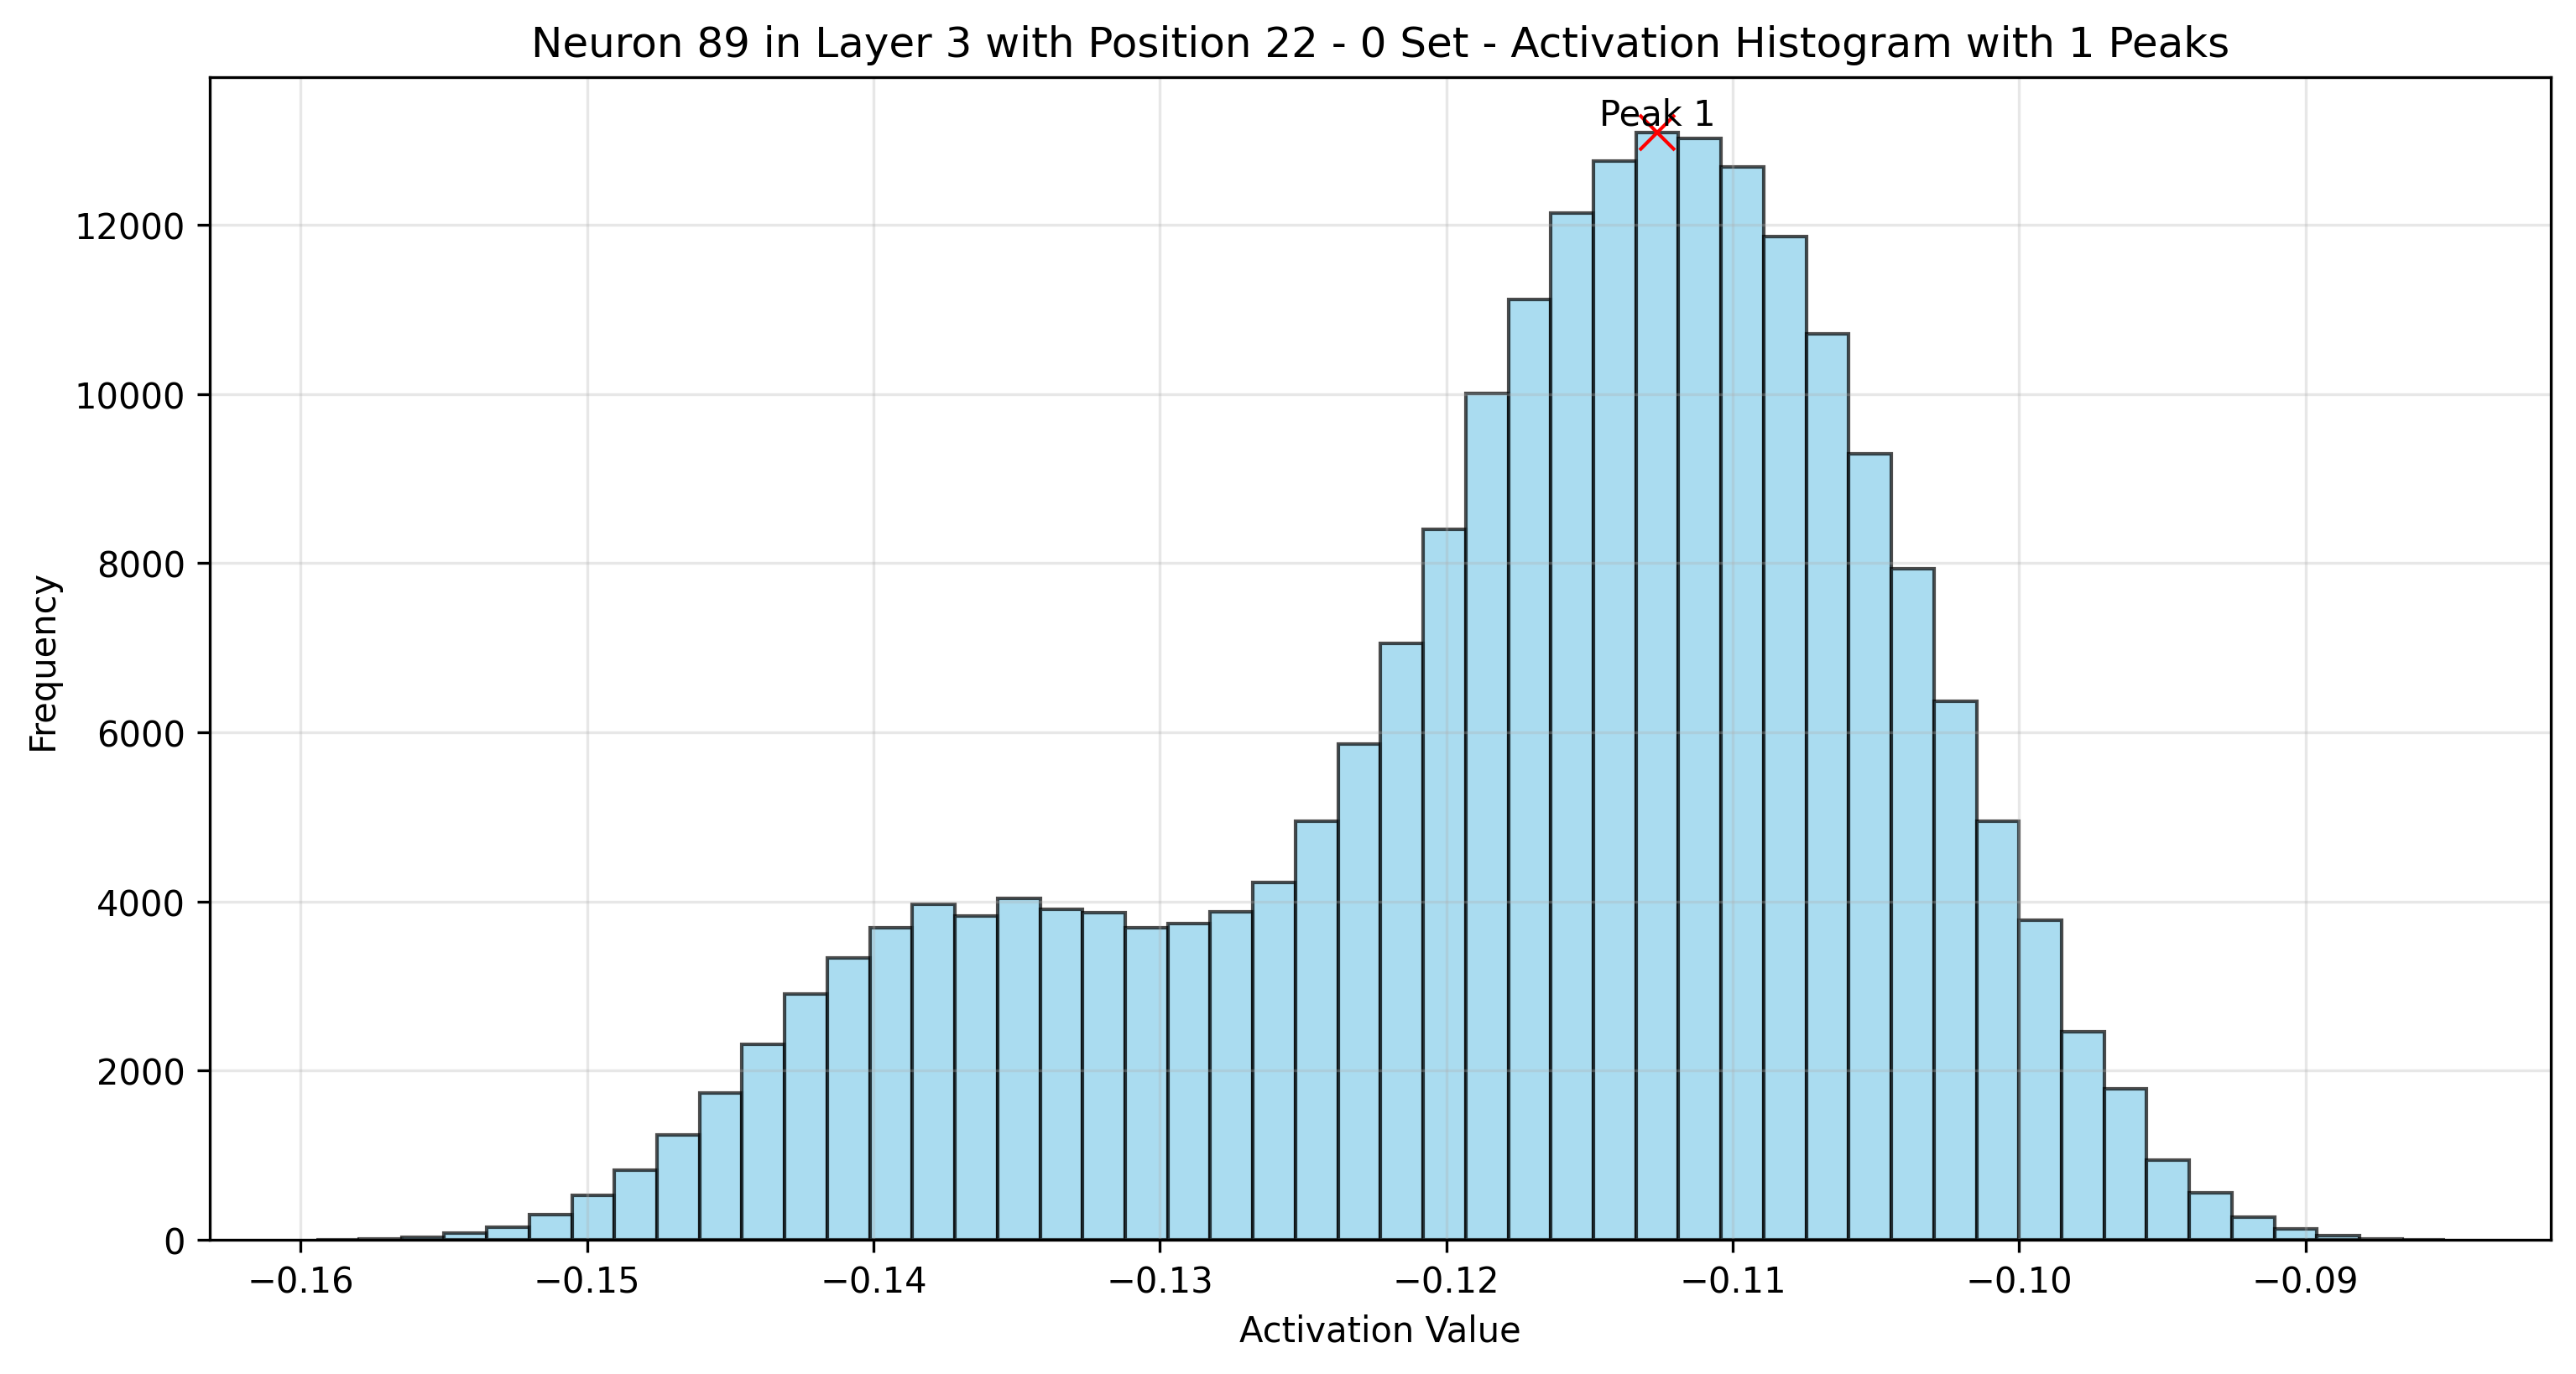 Neuron 89 in Layer 3 with Position 22 - 0 Set - Activation Histogram with 1 Peaks
Peak 1
12000
10000
8000
6000
4000
2000
0
Frequency
−0.16 −0.15 −0.14 −0.13 −0.12 −0.11 −0.10 −0.09
Activation Value